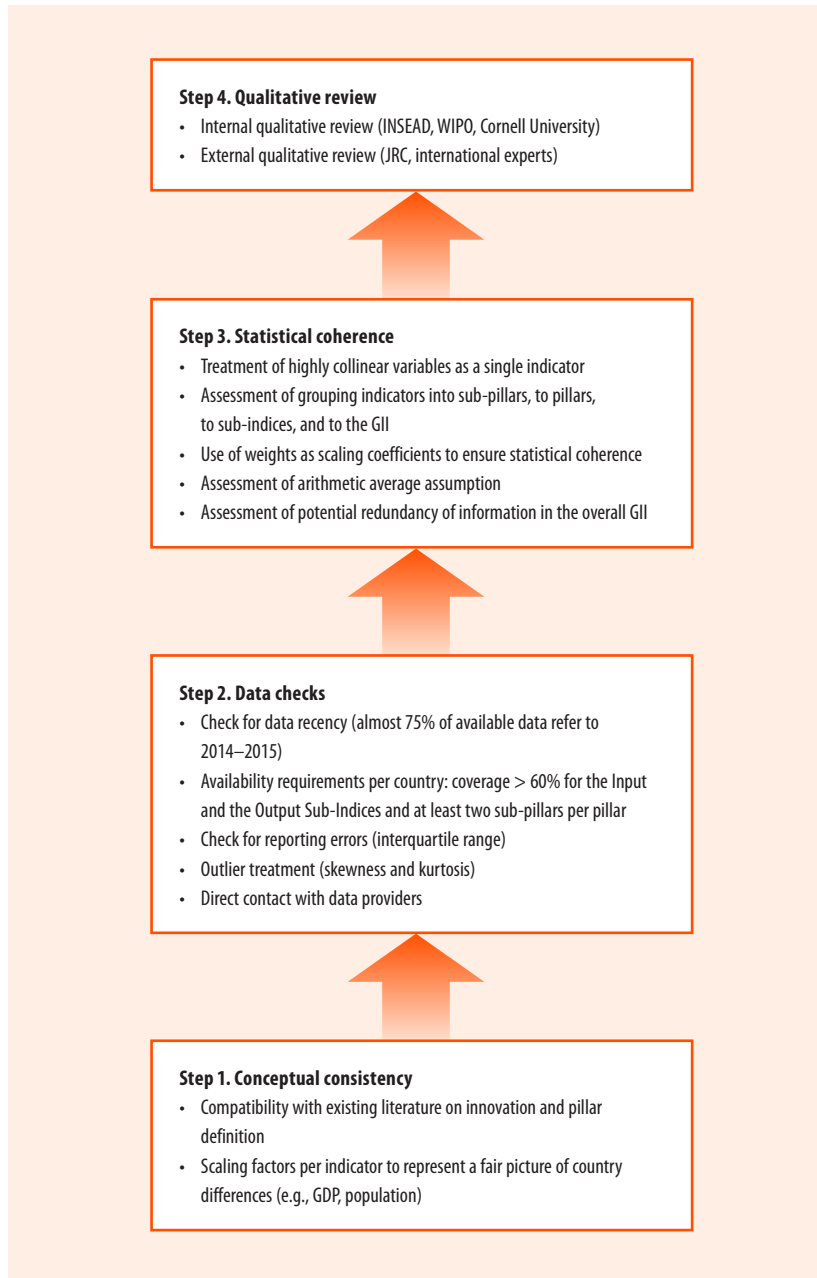 Step 4. Qualitative review
• Internal qualitative review (INSEAD, WIPO, Cornell University)
• External qualitative review (JRC, international experts)
Step 3. Statistical coherence
• Treatment of highly collinear variables as a single indicator
• Assessment of grouping indicators into sub-pillars, to pillars,
to sub-indices, and to the GII
• Use of weights as scaling coefficients to ensure statistical coherence
• Assessment of arithmetic average assumption
• Assessment of potential redundancy of information in the overall GII
Step 2. Data checks
• Check for data recency (almost 75% of available data refer to
2014–2015)
• Availability requirements per country: coverage > 60% for the Input
and the Output Sub-Indices and at least two sub-pillars per pillar
• Check for reporting errors (interquartile range)
• Outlier treatment (skewness and kurtosis)
• Direct contact with data providers
Step 1. Conceptual consistency
• Compatibility with existing literature on innovation and pillar
definition
• Scaling factors per indicator to represent a fair picture of country
differences (e.g., GDP, population)